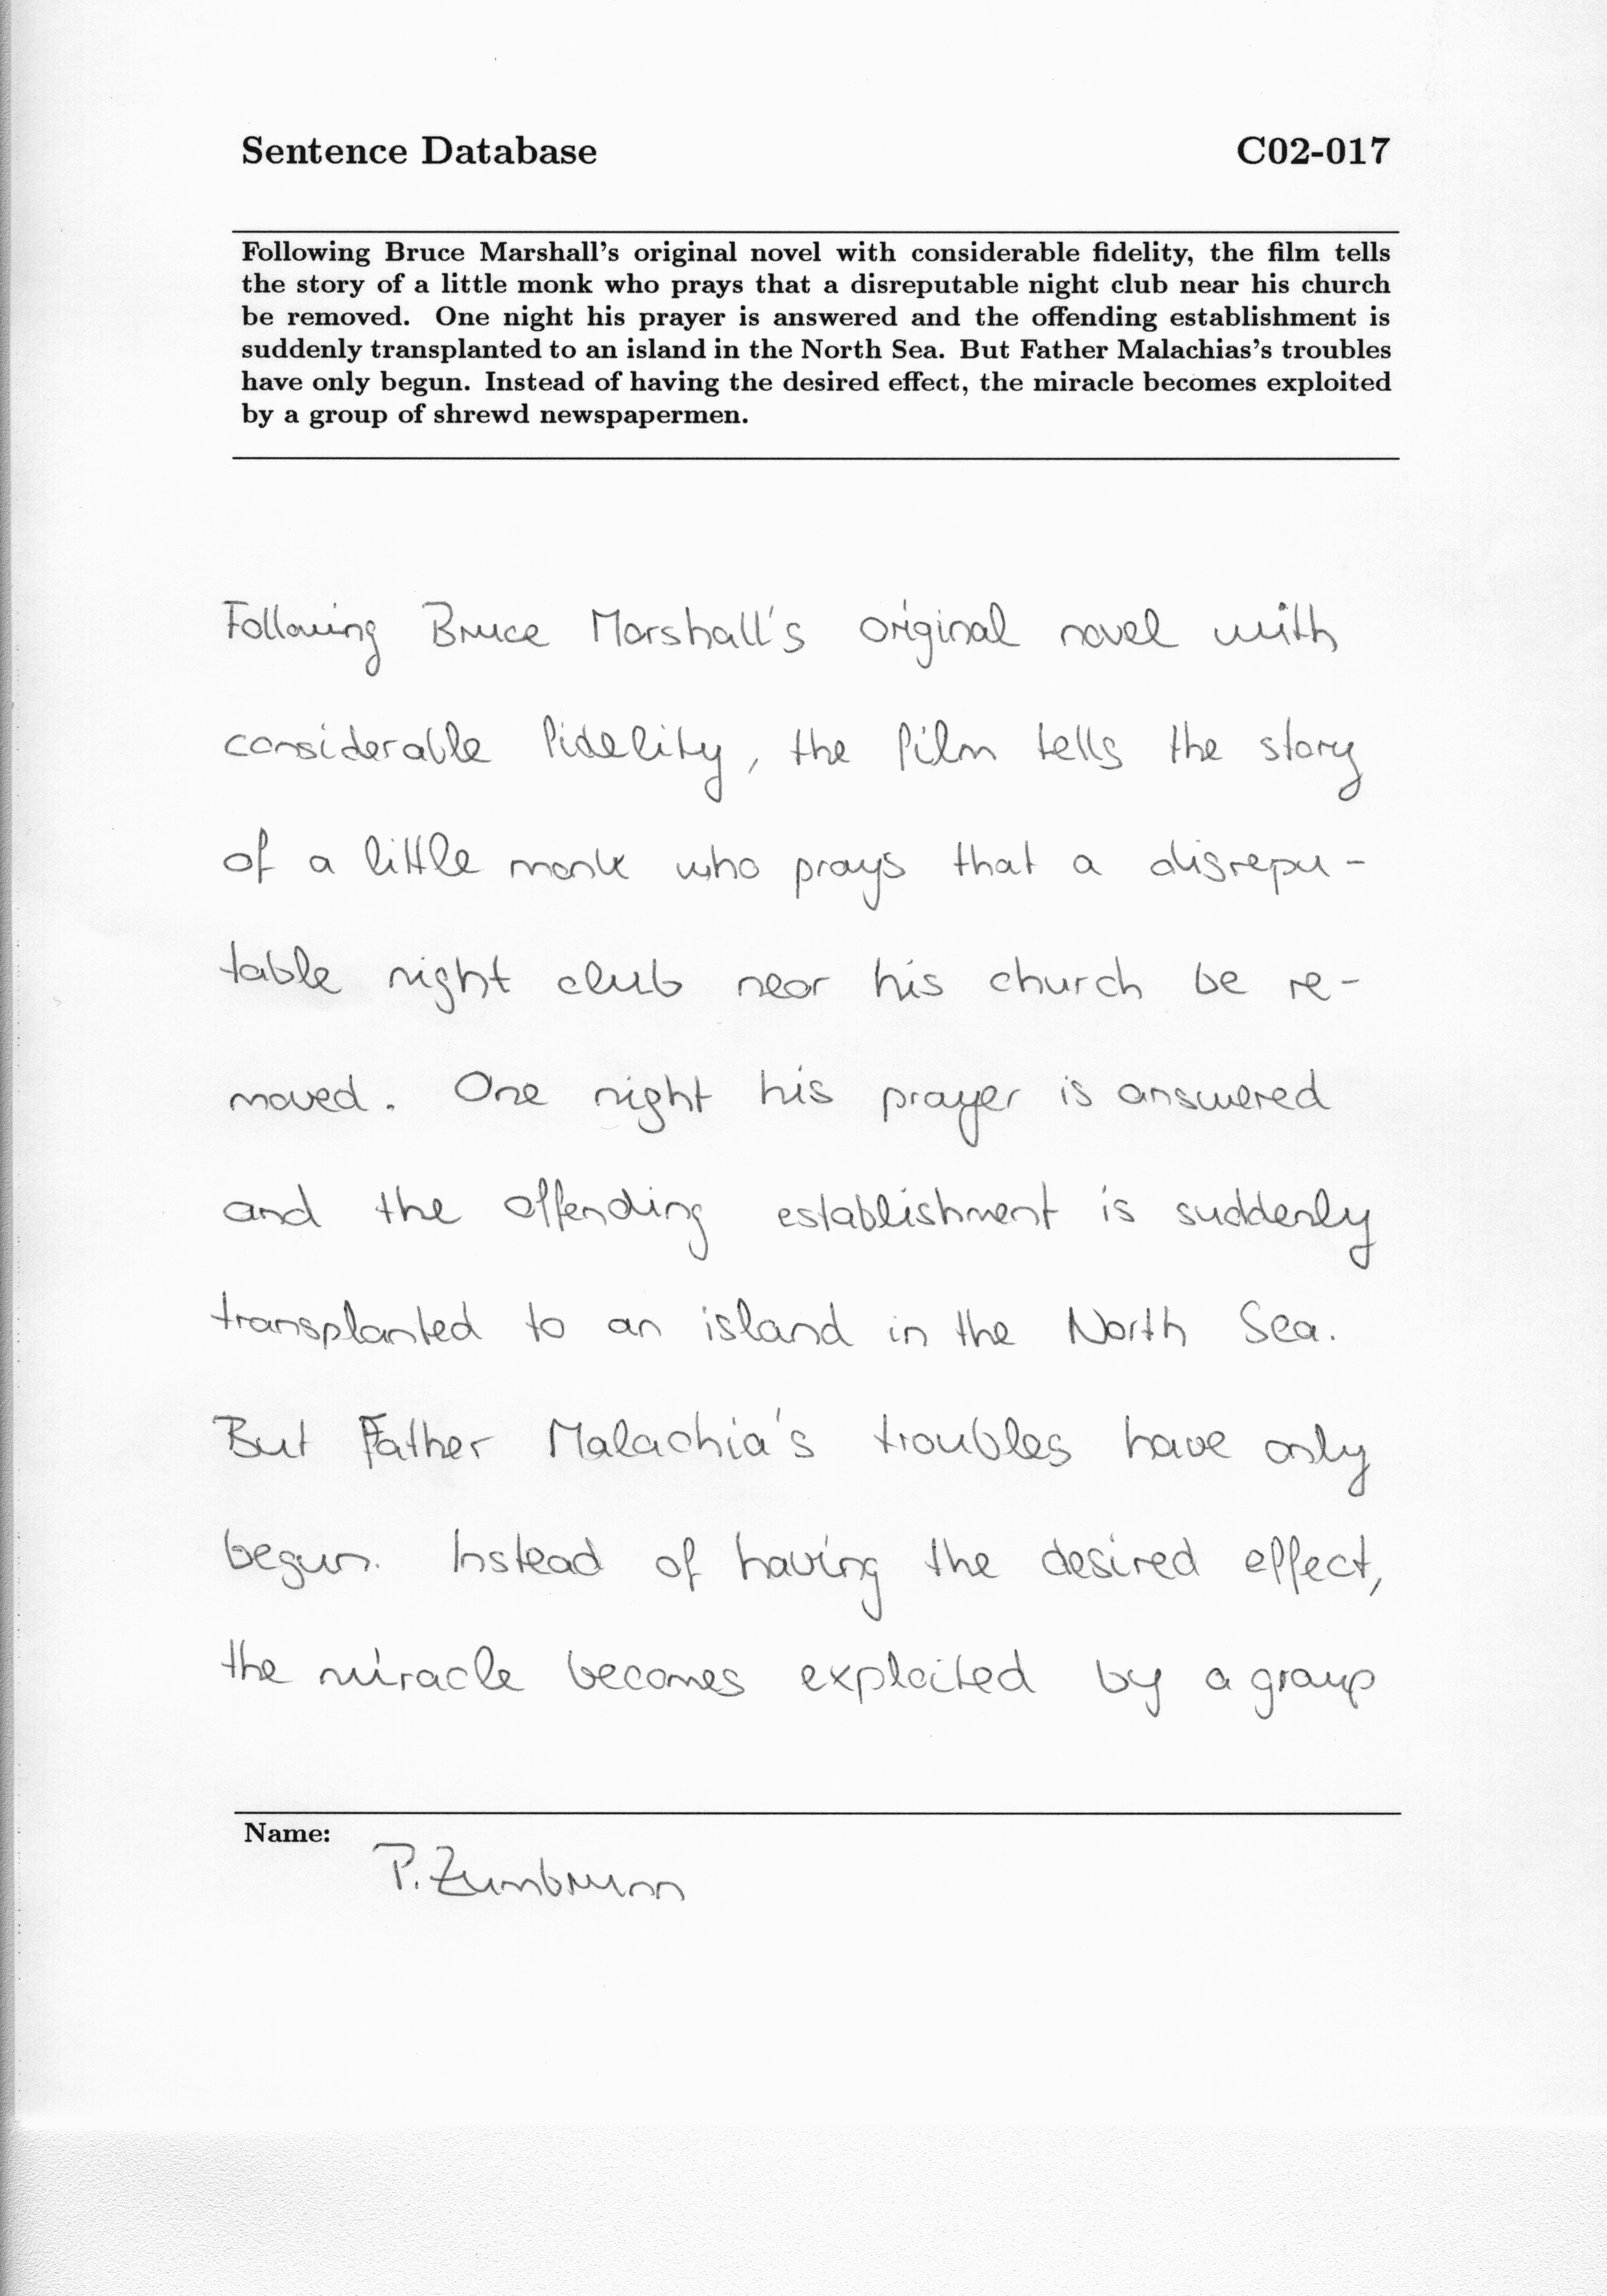 Sentence Database C02-017
Following Bruce Marshall's original novel with considerable fidelity, the film tells
the story of a little monk who prays that a disreputable night club near his church
be removed. One night his prayer is answered and the offending establishment is
suddenly transplanted to an island in the North Sea. But Father Malachias's troubles
have only begun. Instead of having the desired effect, the miracle becomes exploited
by a group of shrewd newspapermen.
Following Bruce Marshall's original novel with
considerable fidelity, the film tells the story
of a little monk who prays that a disrepu-
table night club near his church be re-
moved. One night his prayer is answered
and the offending establishment is suddenly
transplanted to an island in the North Sea.
But Father Malachia's troubles have only
begun. Instead of having the desired effect,
the miracle becomes exploited by a group
Name:
P. Zumbrunn